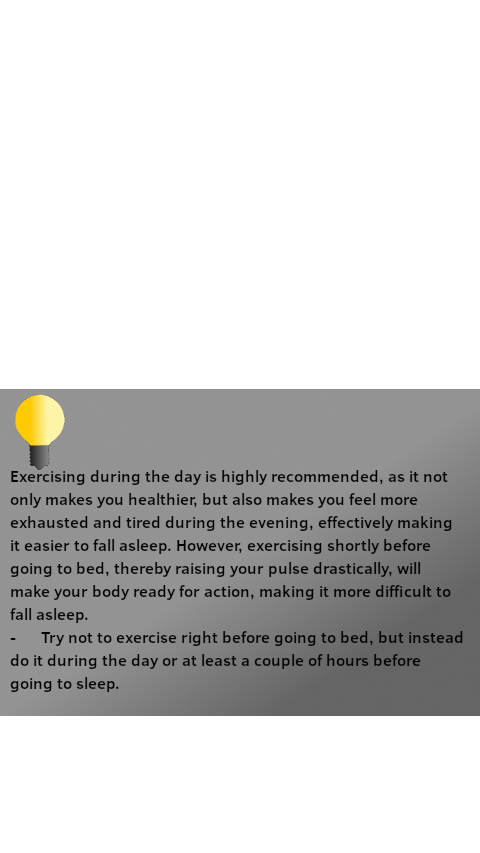 Exercising during the day is highly recommended, as it not
only makes you healthier, but also makes you feel more
exhausted and tired during the evening, effectively making
it easier to fall asleep. However, exercising shortly before
going to bed, thereby raising your pulse drastically, will
make your body ready for action, making it more difficult to
fall asleep.
- Try not to exercise right before going to bed, but instead
do it during the day or at least a couple of hours before
going to sleep.